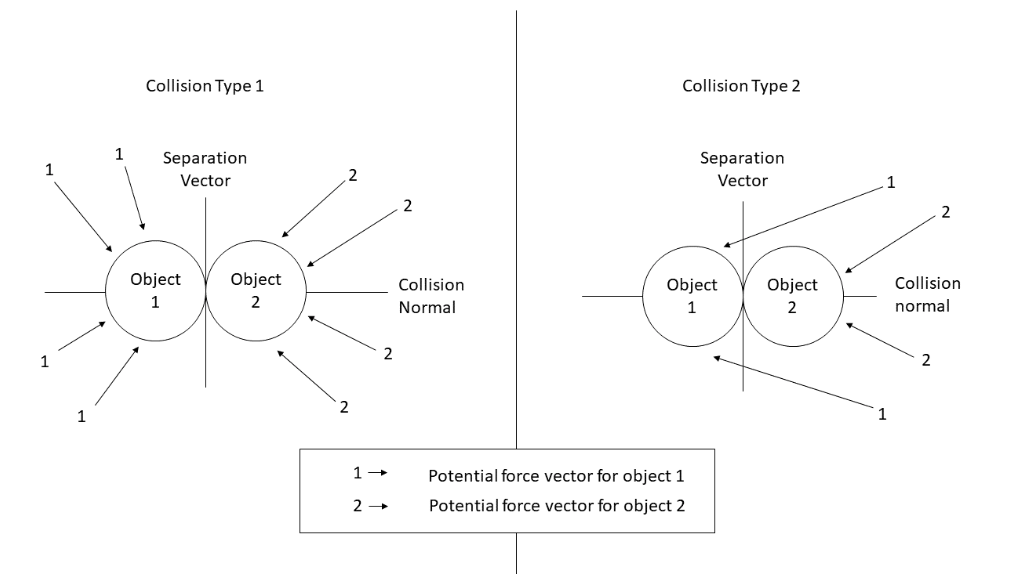 Collision Type 1
Collision Type 2
1
1
Separation
Vector
2
2
Object
1
Object
2
Collision
Normal
1
1
2
2
Separation
Vector
1
2
Object
1
Object
2
Collision
normal
2
1
1 Potential force vector for object 1
2 Potential force vector for object 2